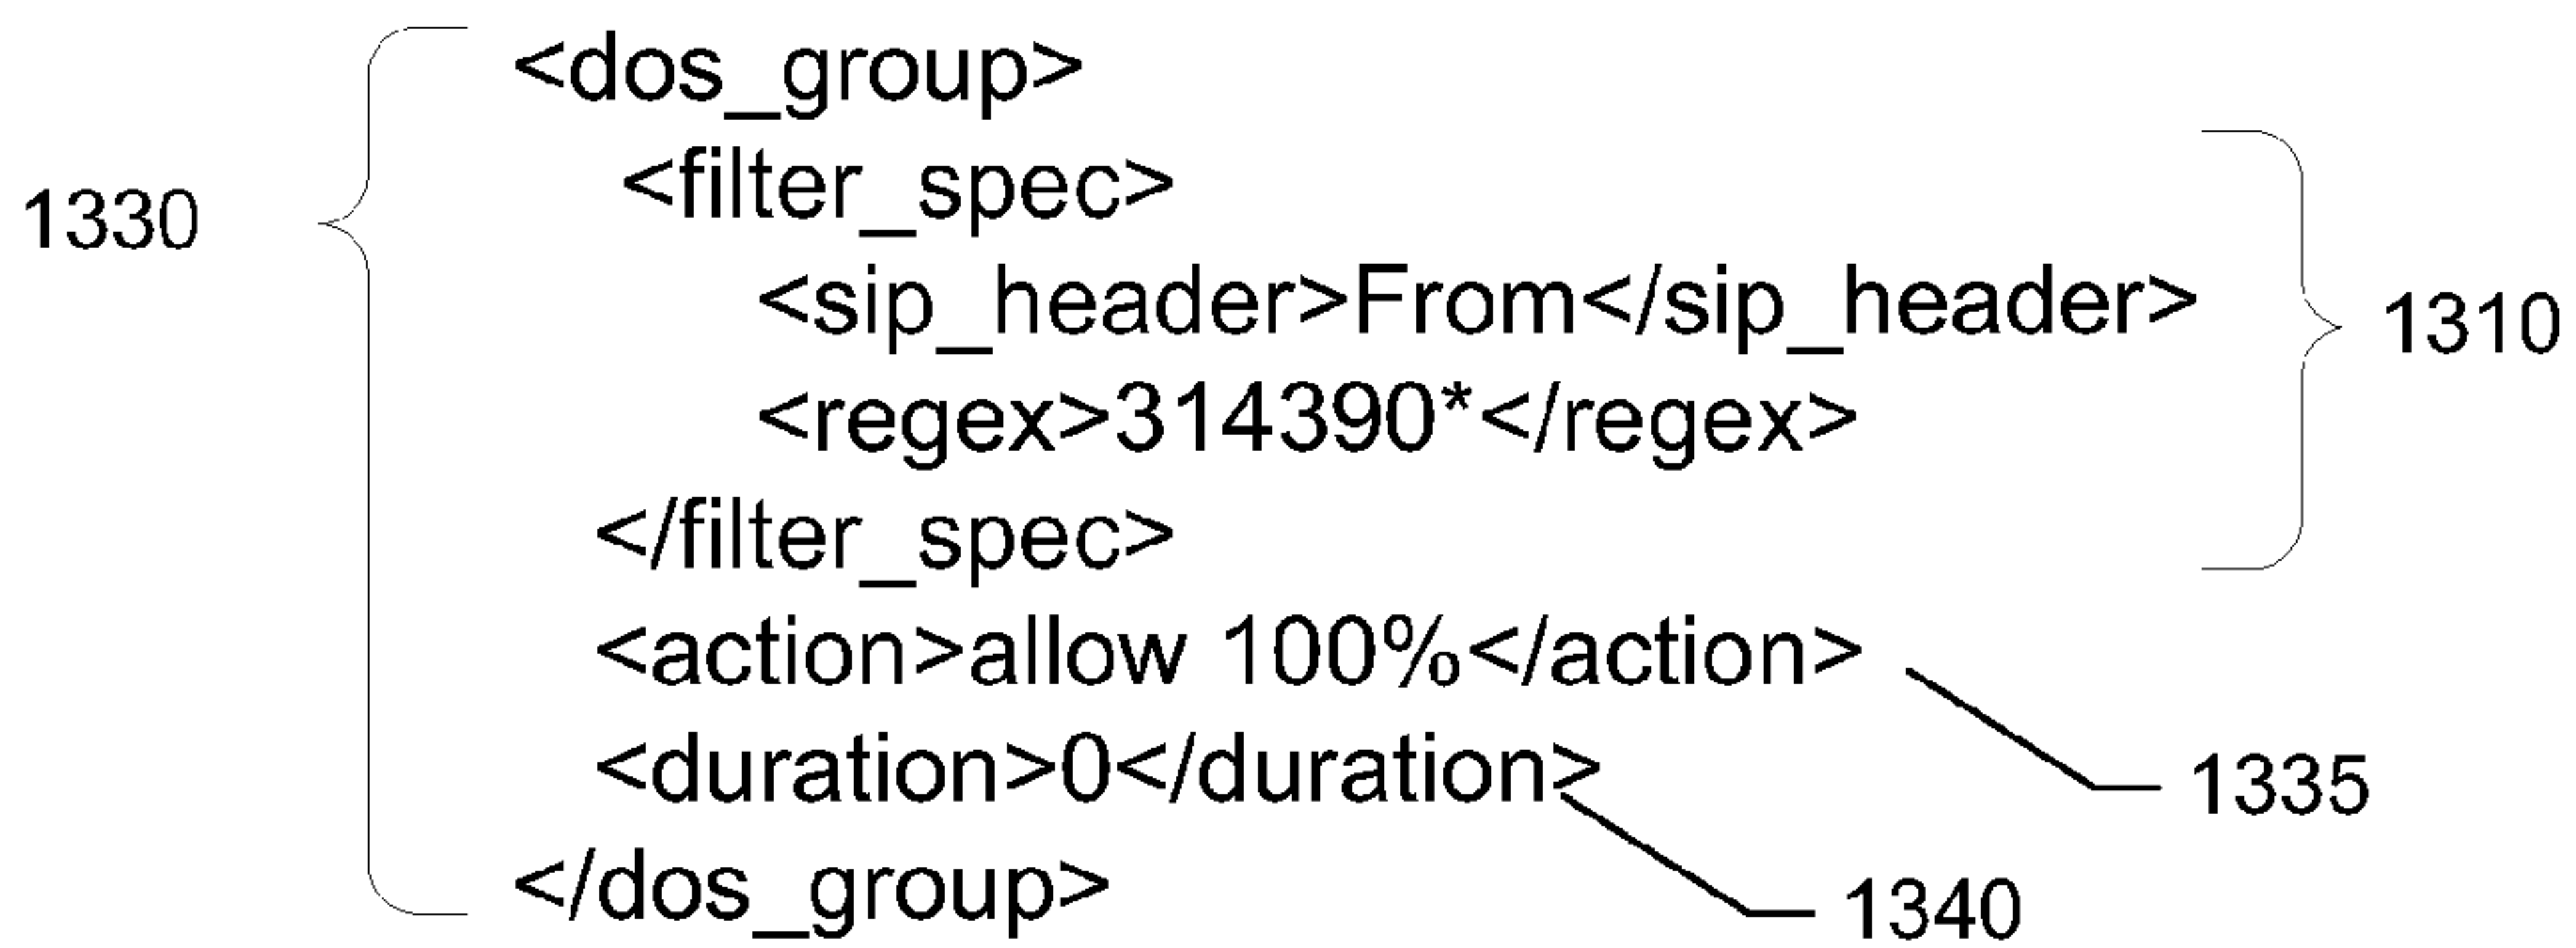 <dos_group>
1330
<filter_spec>
<sip_header>From</sip_header>
1310
<regex>314390*</regex>
</filter_spec>
<action>allow 100%</action>
<duration>0</duration>
1335
</dos_group>
1340